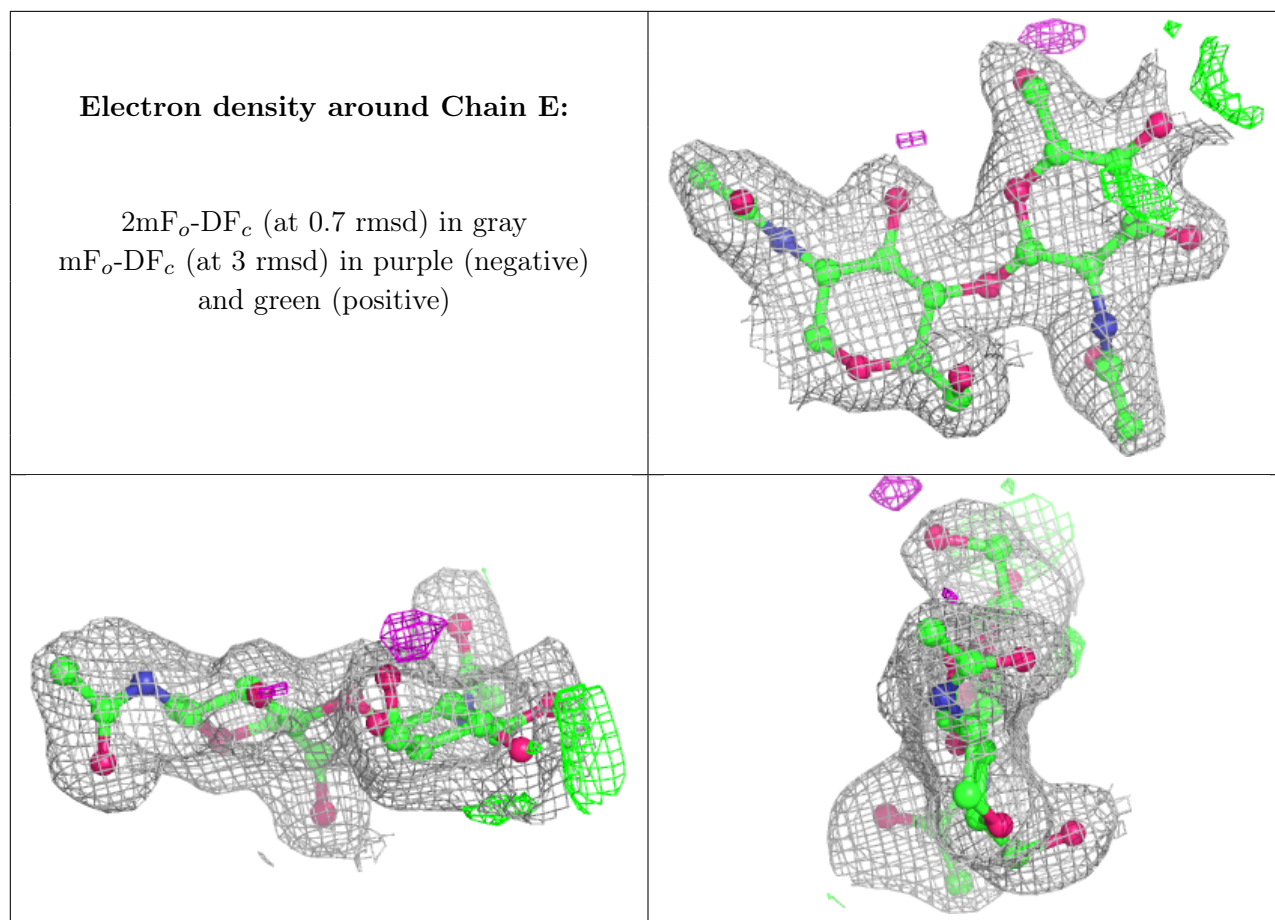 Electron density around Chain E:
2mFo-DFc (at 0.7 rmsd) in gray
mFo-DFc (at 3 rmsd) in purple (negative)
and green (positive)